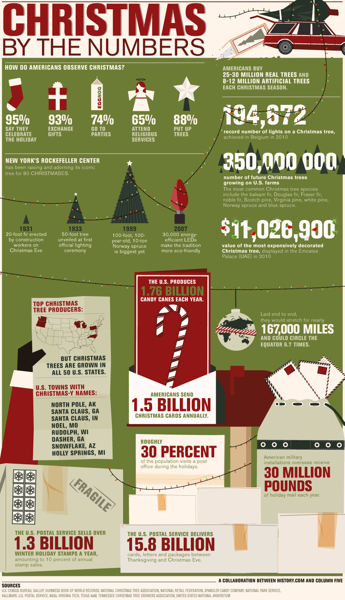 CHRISTMAS
BY THE NUMBERS
HOW DO AMERICANS OBSERVE CHRISTMAS?
95%
SAY THEY
CELEBRATE
THE HOLIDAY
93%
EXCHANGE
GIFTS
EGGNOG
74%
GO TO
PARTIES
65%
ATTEND
RELIGIOUS
SERVICES
88%
PUT UP
TREES
AMERICANS BUY
25-30 MILLION REAL TREES AND
8-12 MILLION ARTIFICIAL TREES
EACH CHRISTMAS SEASON.
194,672
record number of lights on a Christmas tree,
achieved in Belgium in 2010
350,000,000
number of future Christmas trees
growing on U.S. farms
The most common Christmas tree species
include the balsam fir, Douglas fir, Fraser fir,
noble fir, Scotch pine, Virginia pine, white pine,
Norway spruce and blue spruce.
$11,026,900
value of the most expensively decorated
Christmas tree, displayed in the Emirates
Palace (UAE) in 2010
NEW YORK'S ROCKEFELLER CENTER
has been raising and adorning its iconic
tree for 80 CHRISTMASES.
1931
20-foot fir erected
by construction
workers on
Christmas Eve
1933
50-foot tree
unveiled at first
official lighting
ceremony
1999
100-foot, 100-
year-old, 10-ton
Norway spruce
is biggest yet
2007
30,000 energy-
efficient LEDs
make the tradition
more eco-friendly
TOP CHRISTMAS
TREE PRODUCERS:
BUT CHRISTMAS
TREES ARE GROWN IN
ALL 50 U.S. STATES.
U.S. TOWNS WITH
CHRISTMAS-Y NAMES:
NORTH POLE, AK
SANTA CLAUS, GA
SANTA CLAUS, IN
NOEL, MO
RUDOLPH, WI
DASHER, GA
SNOWFLAKE, AZ
HOLLY SPRINGS, MS
THE U.S. PRODUCES
1.76 BILLION
CANDY CANES EACH YEAR.
Laid end to end,
they would stretch for nearly
167,000 MILES
AND COULD CIRCLE THE
EQUATOR 6.7 TIMES.
AMERICANS SEND
1.5 BILLION
CHRISTMAS CARDS ANNUALLY.
ROUGHLY
30 PERCENT
of the population visits a post
office during the holidays.
American military
installations overseas receive
30 MILLION
POUNDS
of holiday mail each year.
FRAGILE
THE U.S. POSTAL SERVICE SELLS OVER
1.3 BILLION
WINTER HOLIDAY STAMPS A YEAR,
amounting to 10 percent of annual
stamp sales.
THE U.S. POSTAL SERVICE DELIVERS
15.8 BILLION
cards, letters and packages between
Thanksgiving and Christmas Eve.
A COLLABORATION BETWEEN HISTORY.COM AND COLUMN FIVE
SOURCES